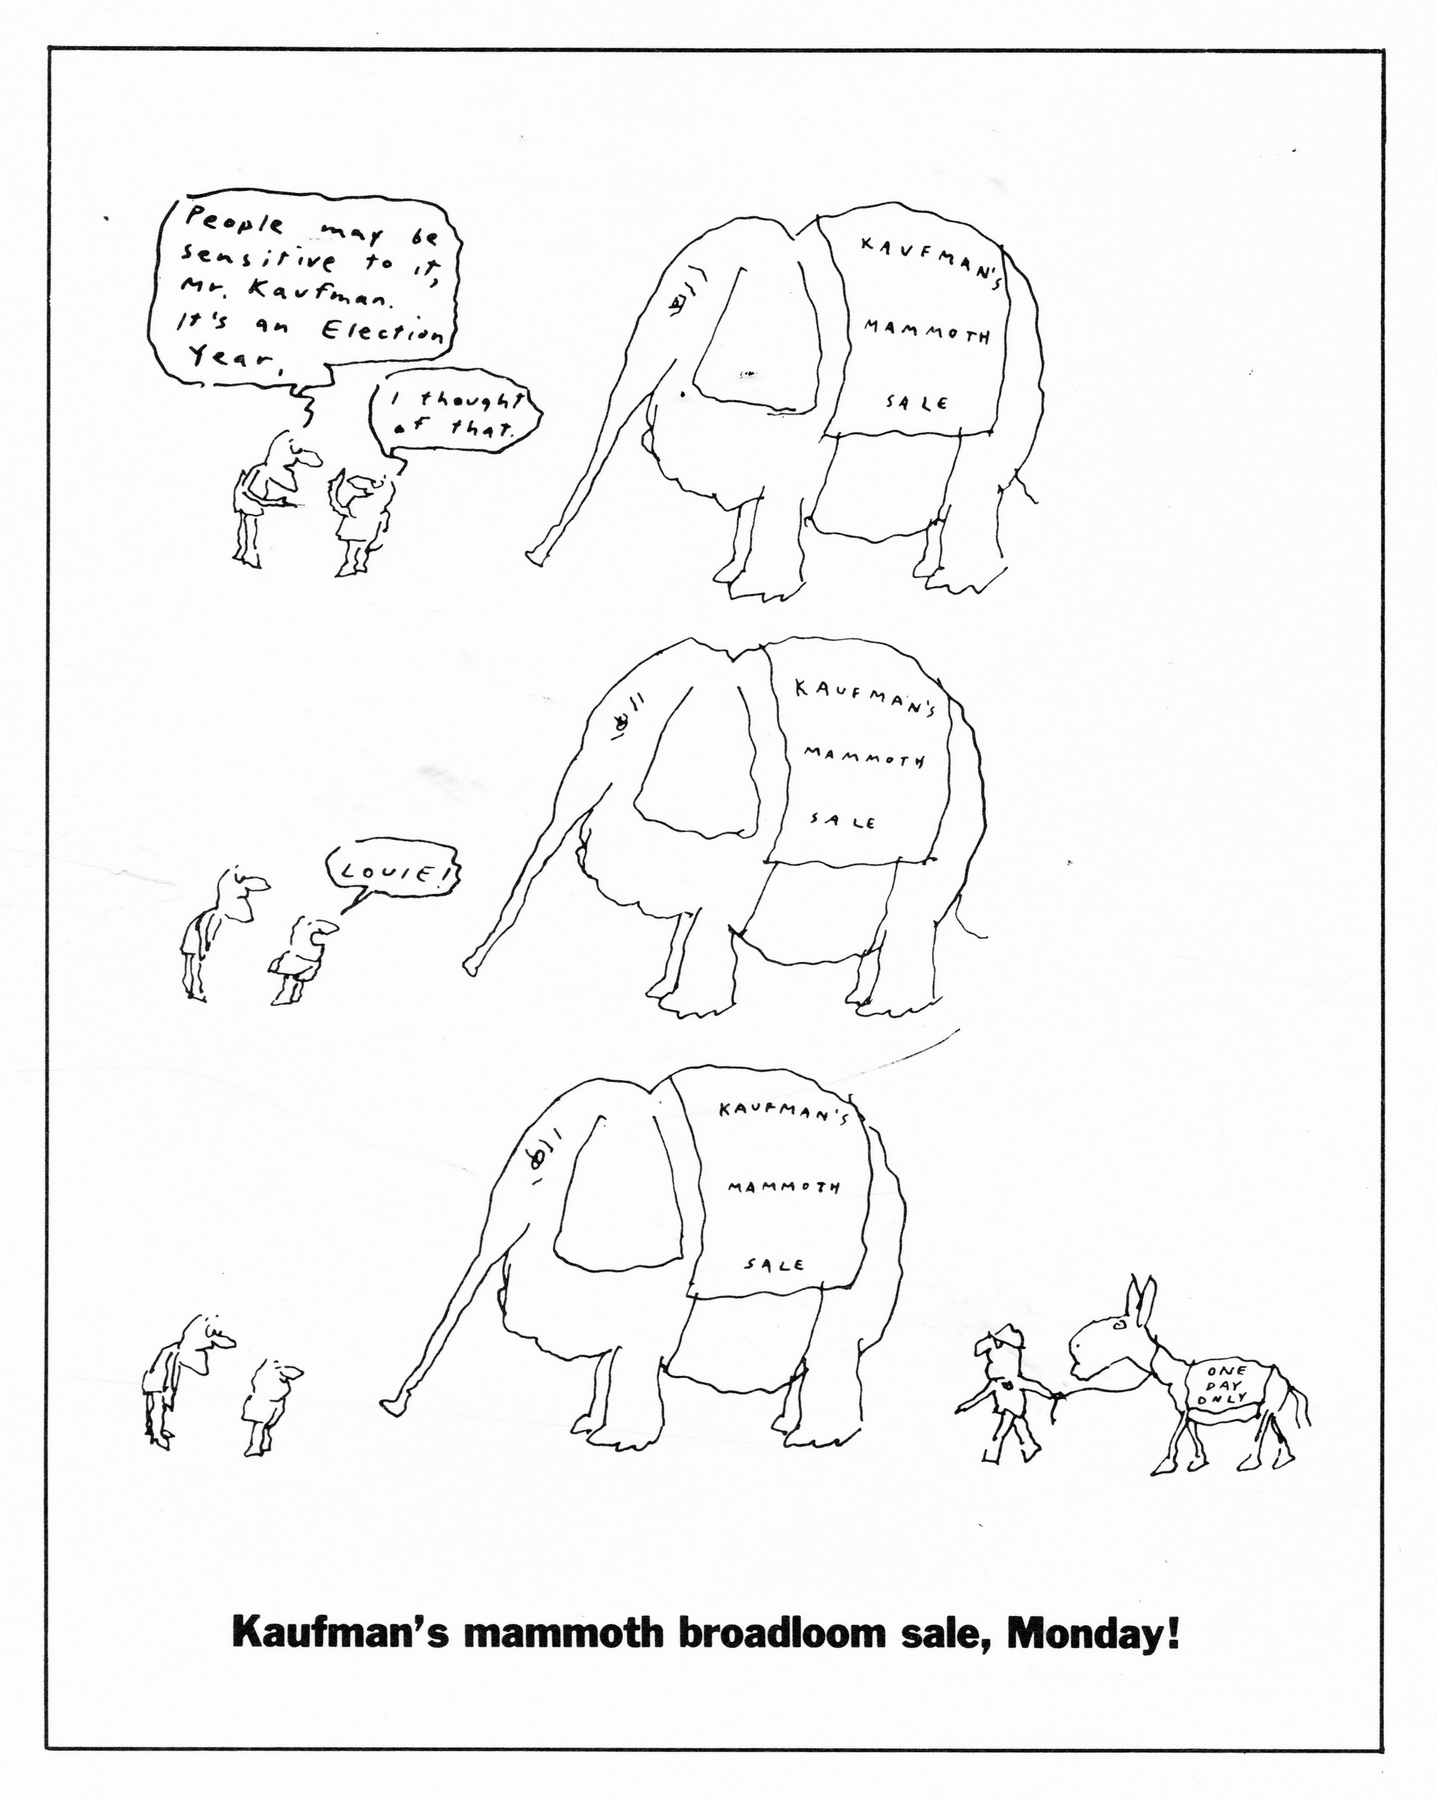 People may be
sensitive to it,
Mr. Kaufman.
It's an Election
Year.
I thought
of that.
KAUFMAN'S
MAMMOTH
SALE
LOUIE!
KAUFMAN'S
MAMMOTH
SALE
KAUFMAN'S
MAMMOTH
SALE
ONE
DAY
ONLY
Kaufman's mammoth broadloom sale, Monday!